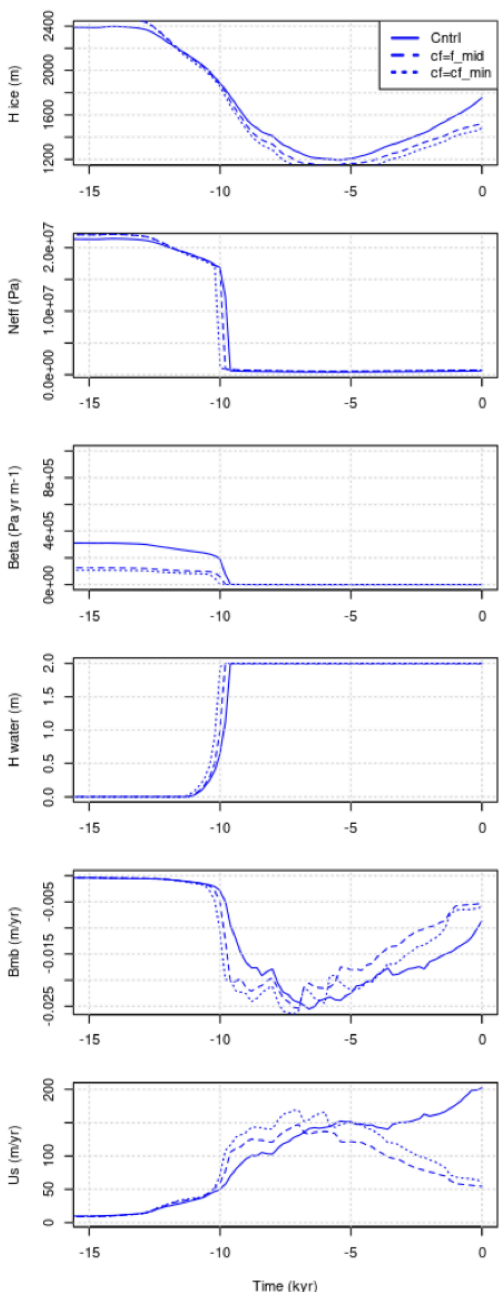 H ice (m)
2400
2000
1600
1200
Cntrl
cf=f_mid
cf=cf_min
-15 -10 -5 0
Neff (Pa)
2.0e+07
1.0e+07
0.0e+00
-15 -10 -5 0
Beta (Pa yr m-1)
8e+05
4e+05
0e+00
-15 -10 -5 0
H water (m)
2.0
1.5
1.0
0.5
0.0
-15 -10 -5 0
Bmb (m/yr)
-0.005
-0.015
-0.025
-15 -10 -5 0
Us (m/yr)
200
100
50
0
-15 -10 -5 0
Time (kyr)